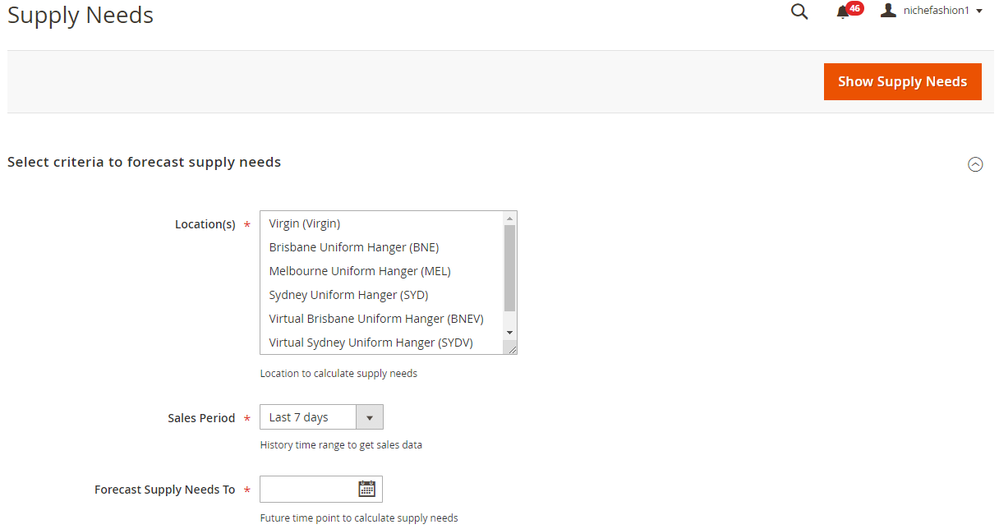 Supply Needs
46
nichefashion1
Show Supply Needs
Select criteria to forecast supply needs
Location(s) *
Virgin (Virgin)
Brisbane Uniform Hanger (BNE)
Melbourne Uniform Hanger (MEL)
Sydney Uniform Hanger (SYD)
Virtual Brisbane Uniform Hanger (BNEV)
Virtual Sydney Uniform Hanger (SYDV)
Location to calculate supply needs
Sales Period * Last 7 days
History time range to get sales data
Forecast Supply Needs To *
Future time point to calculate supply needs